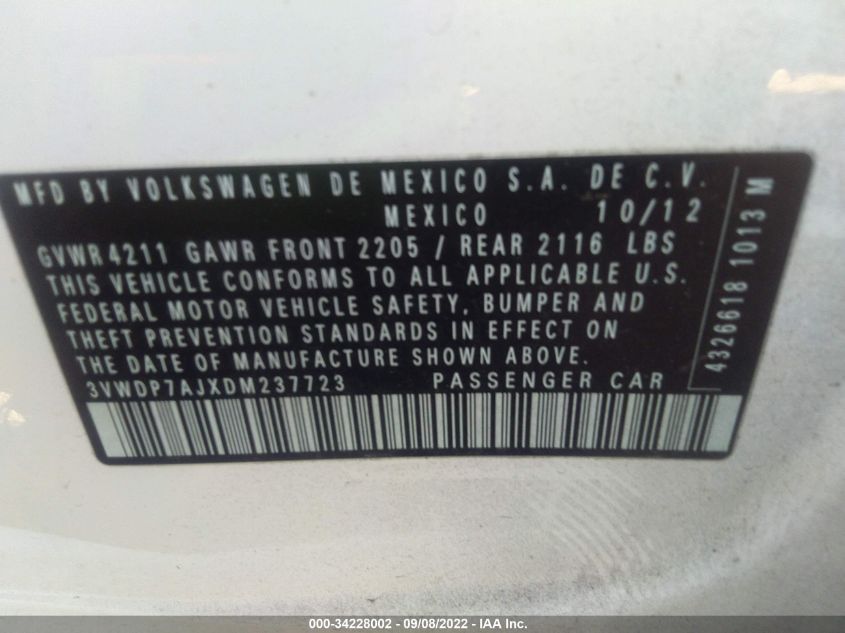 MFD BY VOLKSWAGEN DE MEXICO S.A. DE C.V.
MEXICO 10/12
GVWR 4211 GAWR FRONT 2205 / REAR 2116 LBS
THIS VEHICLE CONFORMS TO ALL APPLICABLE U.S.
FEDERAL MOTOR VEHICLE SAFETY, BUMPER AND
THEFT PREVENTION STANDARDS IN EFFECT ON
THE DATE OF MANUFACTURE SHOWN ABOVE.
3VWDP7AJXDM237723 PASSENGER CAR
4326618 1013 M
000-34228002 - 09/08/2022 - IAA Inc.